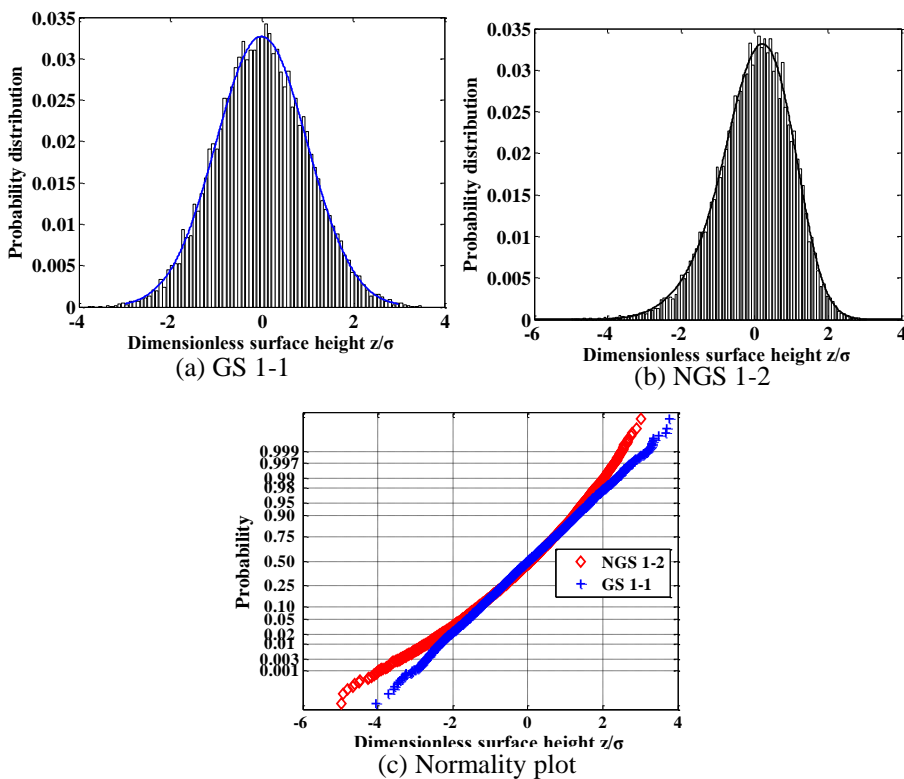 0.035
0.03
0.025
0.02
0.015
0.01
0.005
0
Probability distribution
-4 -2 0 2 4
Dimensionless surface height z/σ
(a) GS 1-1
0.035
0.03
0.025
0.02
0.015
0.01
0.005
0
Probability distribution
-6 -4 -2 0 2 4
Dimensionless surface height z/σ
(b) NGS 1-2
0.999
0.997
0.99
0.98
0.95
0.90
0.75
0.50
0.25
0.10
0.05
0.02
0.01
0.003
0.001
Probability
NGS 1-2
GS 1-1
-6 -4 -2 0 2 4
Dimensionless surface height z/σ
(c) Normality plot